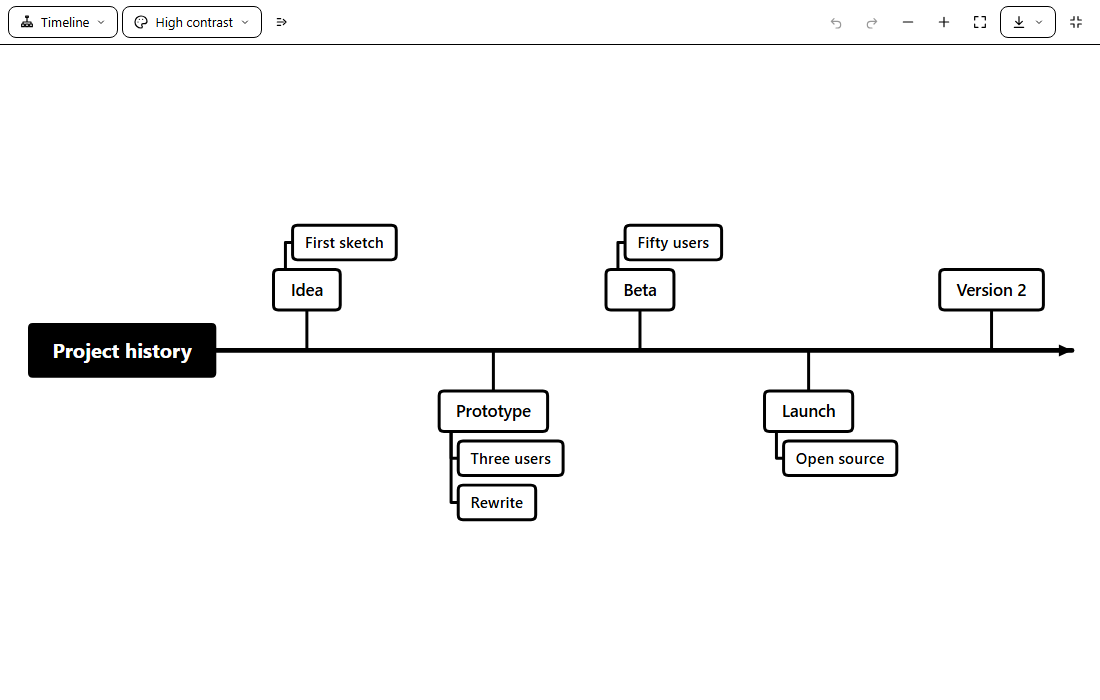 Timeline
High contrast
First sketch
Idea
Fifty users
Beta
Version 2
Project history
Prototype
Three users
Rewrite
Launch
Open source